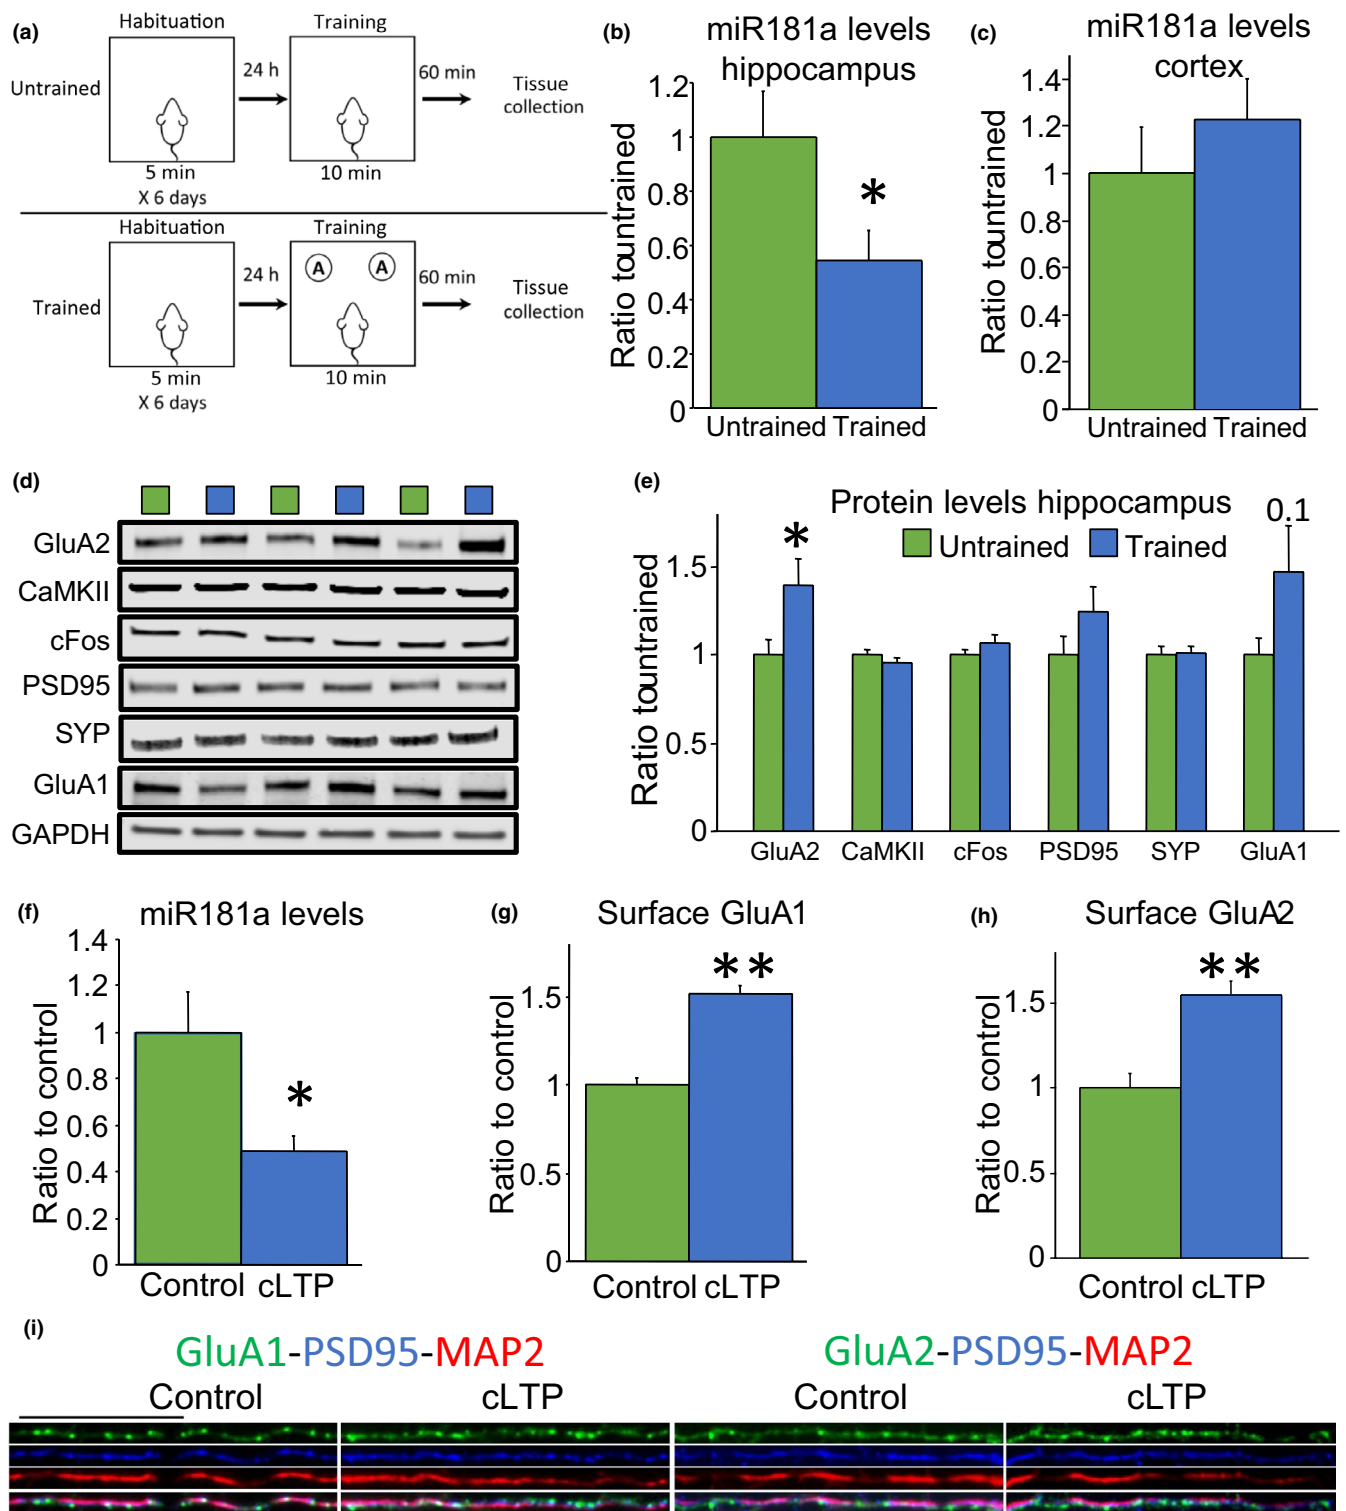 (a)
Habituation
Training
Untrained
24 h
60 min
Tissue
collection
5 min
10 min
X 6 days
Habituation
Training
Trained
A
A
24 h
60 min
Tissue
collection
5 min
10 min
X 6 days
(b)
miR181a levels
hippocampus
Ratio tountrained
1.2
1
0.8
0.6
0.4
0.2
0
*
Untrained Trained
(c)
miR181a levels
cortex
Ratio tountrained
1.4
1.2
1
0.8
0.6
0.4
0.2
0
Untrained Trained
(d)
GluA2
CaMKII
cFos
PSD95
SYP
GluA1
GAPDH
(e)
Protein levels hippocampus
Untrained Trained
Ratio tountrained
1.5
1
0.5
0
*
0.1
GluA2 CaMKII cFos PSD95 SYP GluA1
(f)
miR181a levels
Ratio to control
1.4
1.2
1
0.8
0.6
0.4
0.2
0
*
Control cLTP
(g)
Surface GluA1
Ratio to control
1.5
1
0.5
0
**
Control cLTP
(h)
Surface GluA2
Ratio to control
1.5
1
0.5
0
**
Control cLTP
(i)
GluA1-PSD95-MAP2
GluA2-PSD95-MAP2
Control cLTP Control cLTP